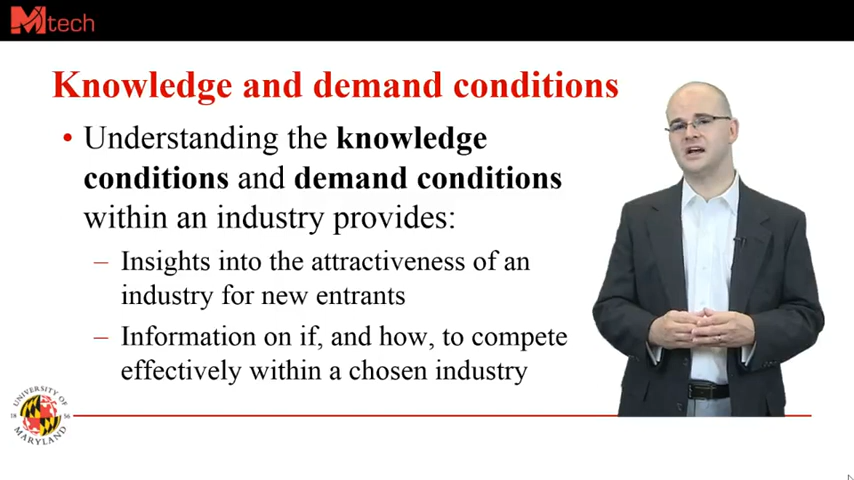 Mtech
Knowledge and demand conditions
• Understanding the knowledge
conditions and demand conditions
within an industry provides:
– Insights into the attractiveness of an
industry for new entrants
– Information on if, and how, to compete
effectively within a chosen industry
UNIVERSITY OF
18 56
MARYLAND